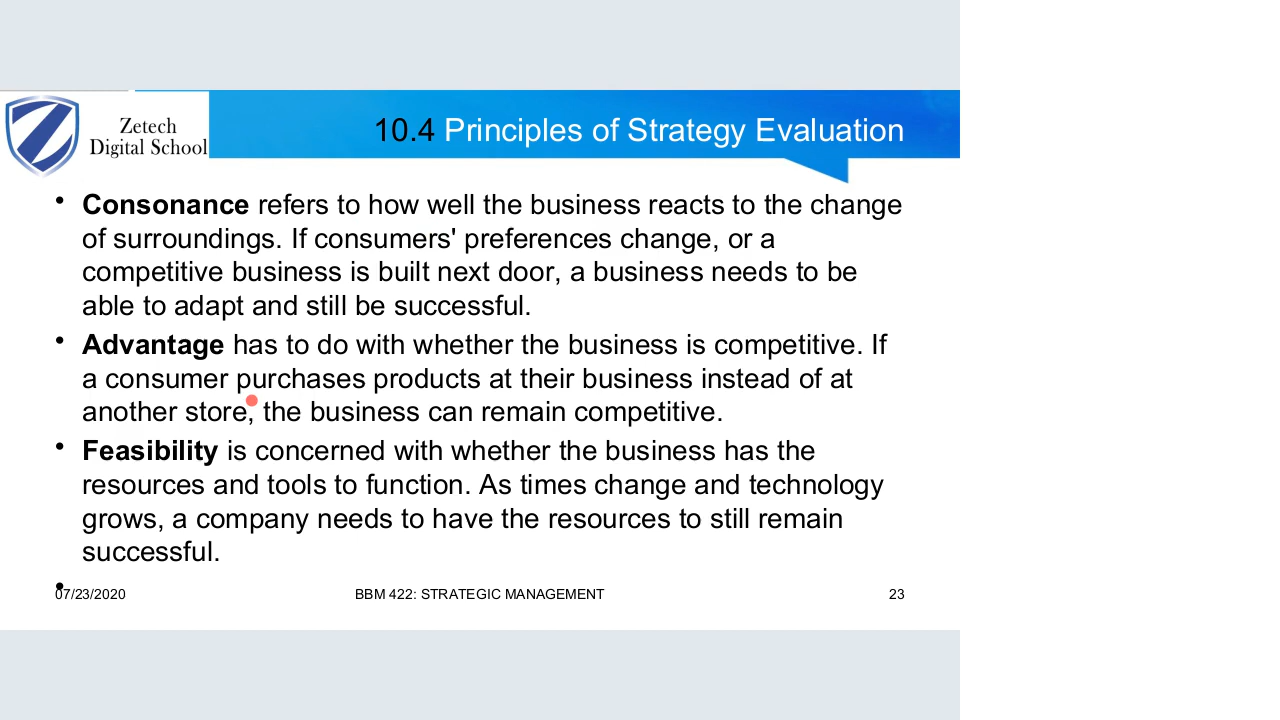 Zetech
Digital School
10.4 Principles of Strategy Evaluation
• Consonance refers to how well the business reacts to the change
of surroundings. If consumers' preferences change, or a
competitive business is built next door, a business needs to be
able to adapt and still be successful.
• Advantage has to do with whether the business is competitive. If
a consumer purchases products at their business instead of at
another store, the business can remain competitive.
• Feasibility is concerned with whether the business has the
resources and tools to function. As times change and technology
grows, a company needs to have the resources to still remain
successful.
•
07/23/2020 BBM 422: STRATEGIC MANAGEMENT 23